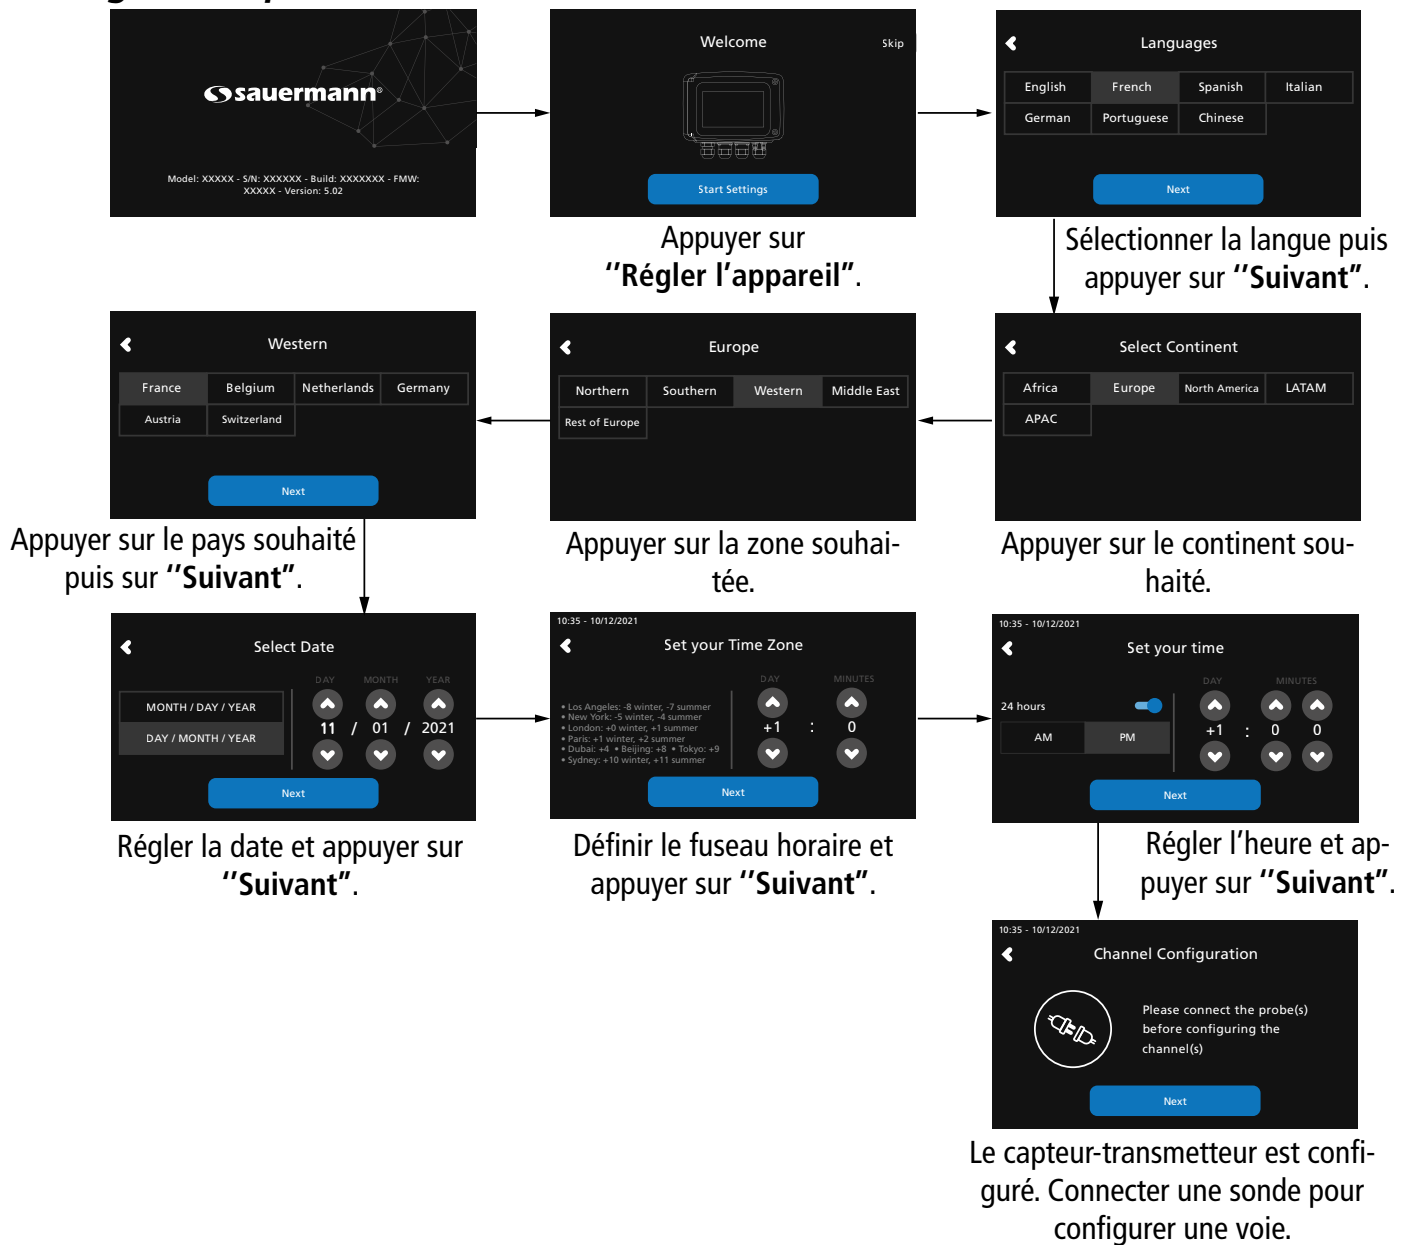 sauermann®
Model: XXXXX - S/N: XXXXXX - Build: XXXXXXX - FMW:
XXXXX - Version: 5.02
Welcome
Skip
Start Settings
Appuyer sur
‘‘Régler l’appareil’’.
Languages
English French Spanish Italian
German Portuguese Chinese
Next
Sélectionner la langue puis
appuyer sur ‘‘Suivant’’.
Select Continent
Africa Europe North America LATAM
APAC
Appuyer sur le continent sou-
haité.
Europe
Northern Southern Western Middle East
Rest of Europe
Appuyer sur la zone souhai-
tée.
Western
France Belgium Netherlands Germany
Austria Switzerland
Next
Appuyer sur le pays souhaité
puis sur ‘‘Suivant’’.
Select Date
DAY MONTH YEAR
MONTH / DAY / YEAR
DAY / MONTH / YEAR
11 / 01 / 2021
Next
Régler la date et appuyer sur
‘‘Suivant’’.
10:35 - 10/12/2021
Set your Time Zone
DAY MINUTES
• Los Angeles: -8 winter, -7 summer
• New York: -5 winter, -4 summer
• London: +0 winter, +1 summer
• Paris: +1 winter, +2 summer
• Dubai: +4 • Beijing: +8 • Tokyo: +9
• Sydney: +10 winter, +11 summer
+1 : 0
Next
Définir le fuseau horaire et
appuyer sur ‘‘Suivant’’.
10:35 - 10/12/2021
Set your time
DAY MINUTES
24 hours
AM PM
+1 : 0 0
Next
Régler l’heure et ap-
puyer sur ‘‘Suivant’’.
10:35 - 10/12/2021
Channel Configuration
Please connect the probe(s)
before configuring the
channel(s)
Next
Le capteur-transmetteur est confi-
guré. Connecter une sonde pour
configurer une voie.